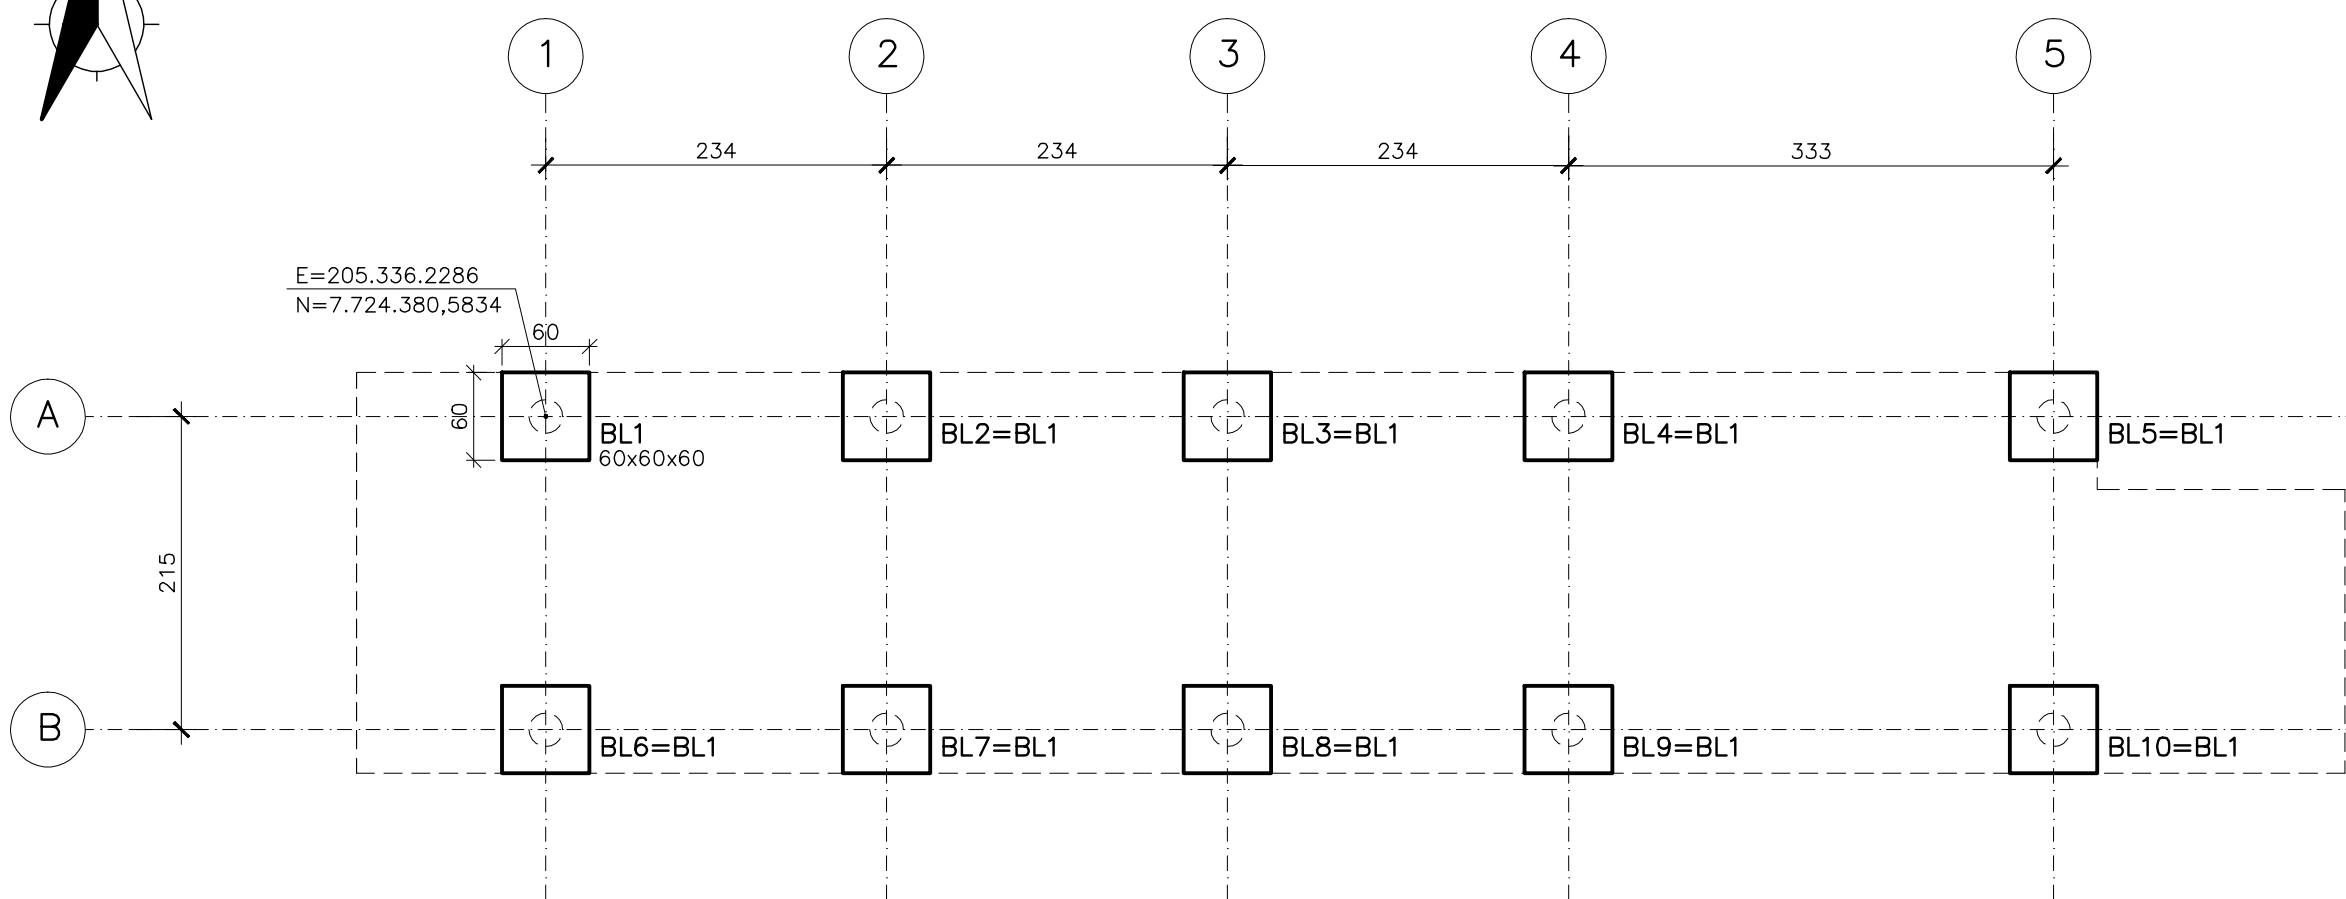 1
2
3
4
5
234
234
234
333
E=205.336.2286
N=7.724.380,5834
60
60
A
BL1
60x60x60
BL2=BL1
BL3=BL1
BL4=BL1
BL5=BL1
215
B
BL6=BL1
BL7=BL1
BL8=BL1
BL9=BL1
BL10=BL1